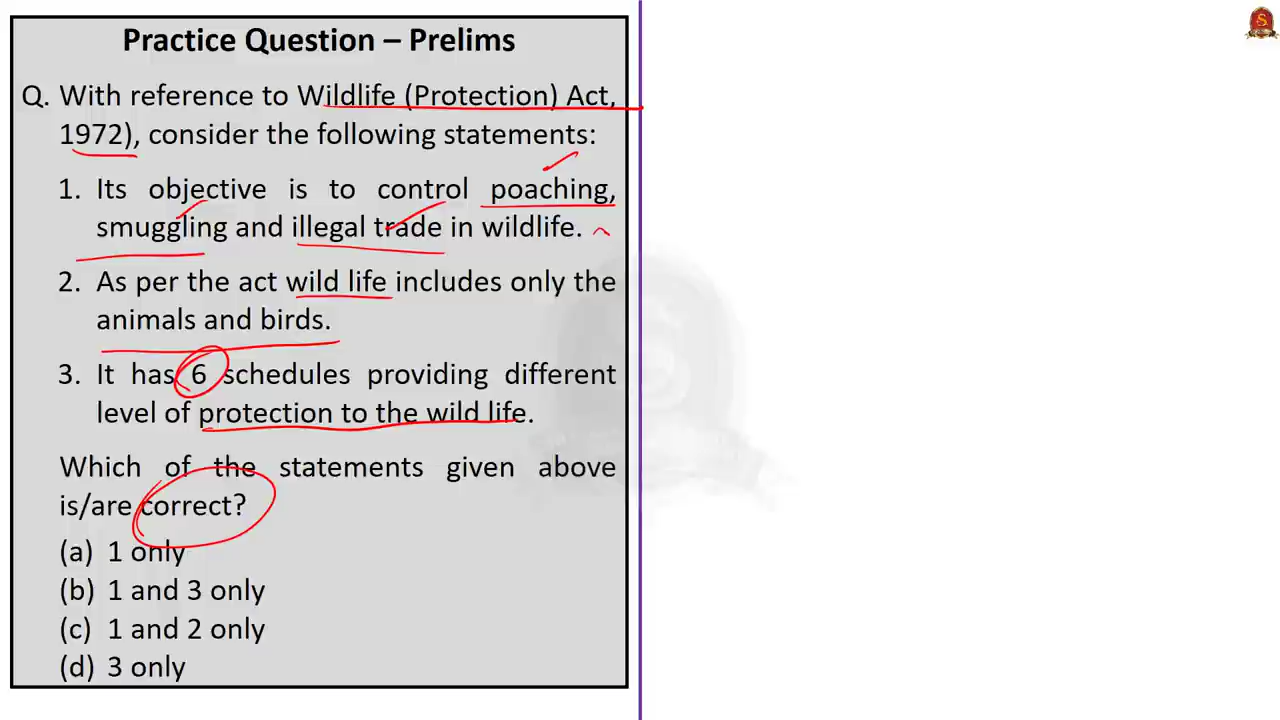 Practice Question – Prelims
Q. With reference to Wildlife (Protection) Act,
1972), consider the following statements:
1. Its objective is to control poaching,
smuggling and illegal trade in wildlife.
2. As per the act wild life includes only the
animals and birds.
3. It has 6 schedules providing different
level of protection to the wild life.
Which of the statements given above
is/are correct?
(a) 1 only
(b) 1 and 3 only
(c) 1 and 2 only
(d) 3 only